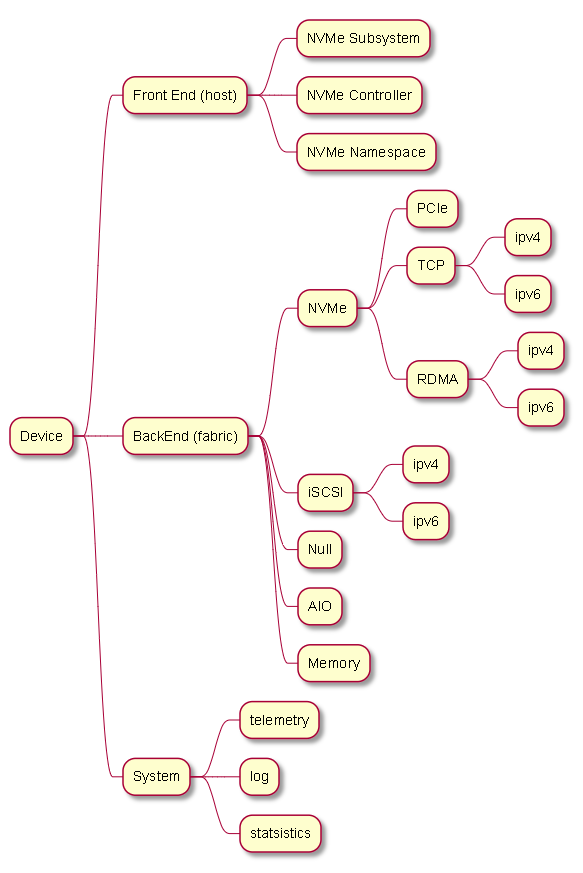 Device
Front End (host)
NVMe Subsystem
NVMe Controller
NVMe Namespace
BackEnd (fabric)
NVMe
PCIe
TCP
ipv4
ipv6
RDMA
ipv4
ipv6
iSCSI
ipv4
ipv6
Null
AIO
Memory
System
telemetry
log
statsistics